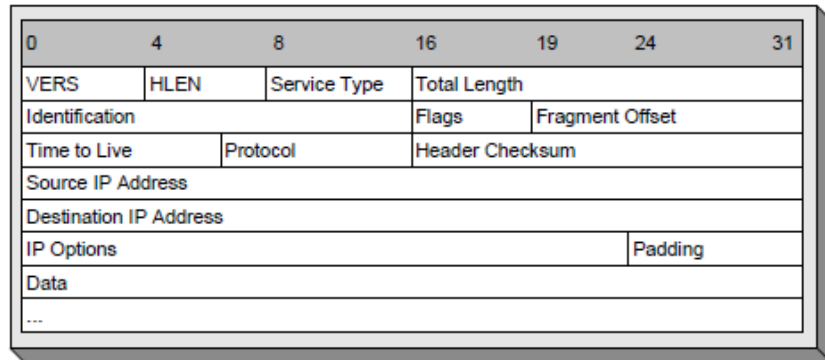 0 4 8 16 19 24 31
VERS HLEN Service Type Total Length
Identification Flags Fragment Offset
Time to Live Protocol Header Checksum
Source IP Address
Destination IP Address
IP Options Padding
Data
...